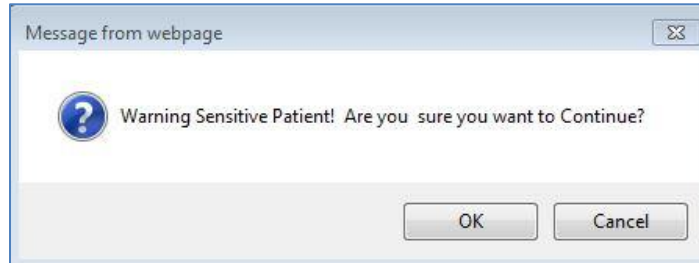 Message from webpage
Warning Sensitive Patient!  Are you  sure you want to Continue?
OK
Cancel